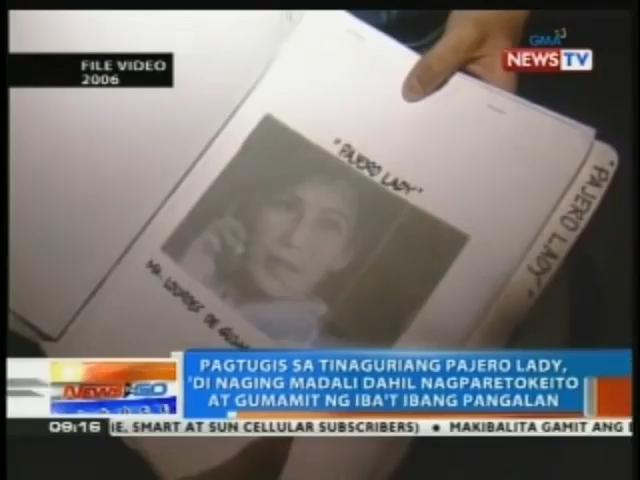 FILE VIDEO
2006
GMA
NEWS TV
"PAJERO LADY"
"PAJERO LADY"
MA. LOURDES DE
PAGTUGIS SA TINAGURIANG PAJERO LADY,
'DI NAGING MADALI DAHIL NAGPARETOKEITO
AT GUMAMIT NG IBA'T IBANG PANGALAN
NEWS TO GO
09:16 IE, SMART AT SUN CELLULAR SUBSCRIBERS) • MAKIBALITA GAMIT ANG